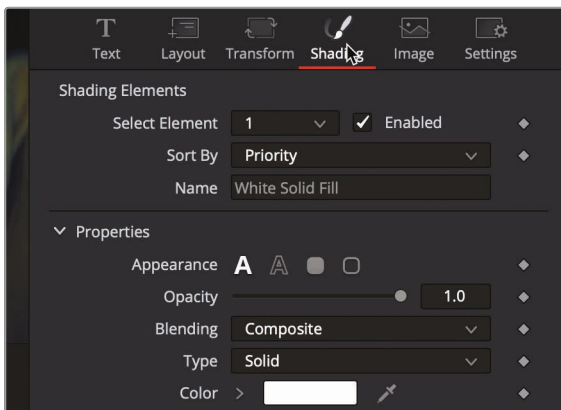 T
Text Layout Transform Shading Image Settings
Shading Elements
Select Element 1 Enabled
Sort By Priority
Name White Solid Fill
Properties
Appearance A A
Opacity 1.0
Blending Composite
Type Solid
Color